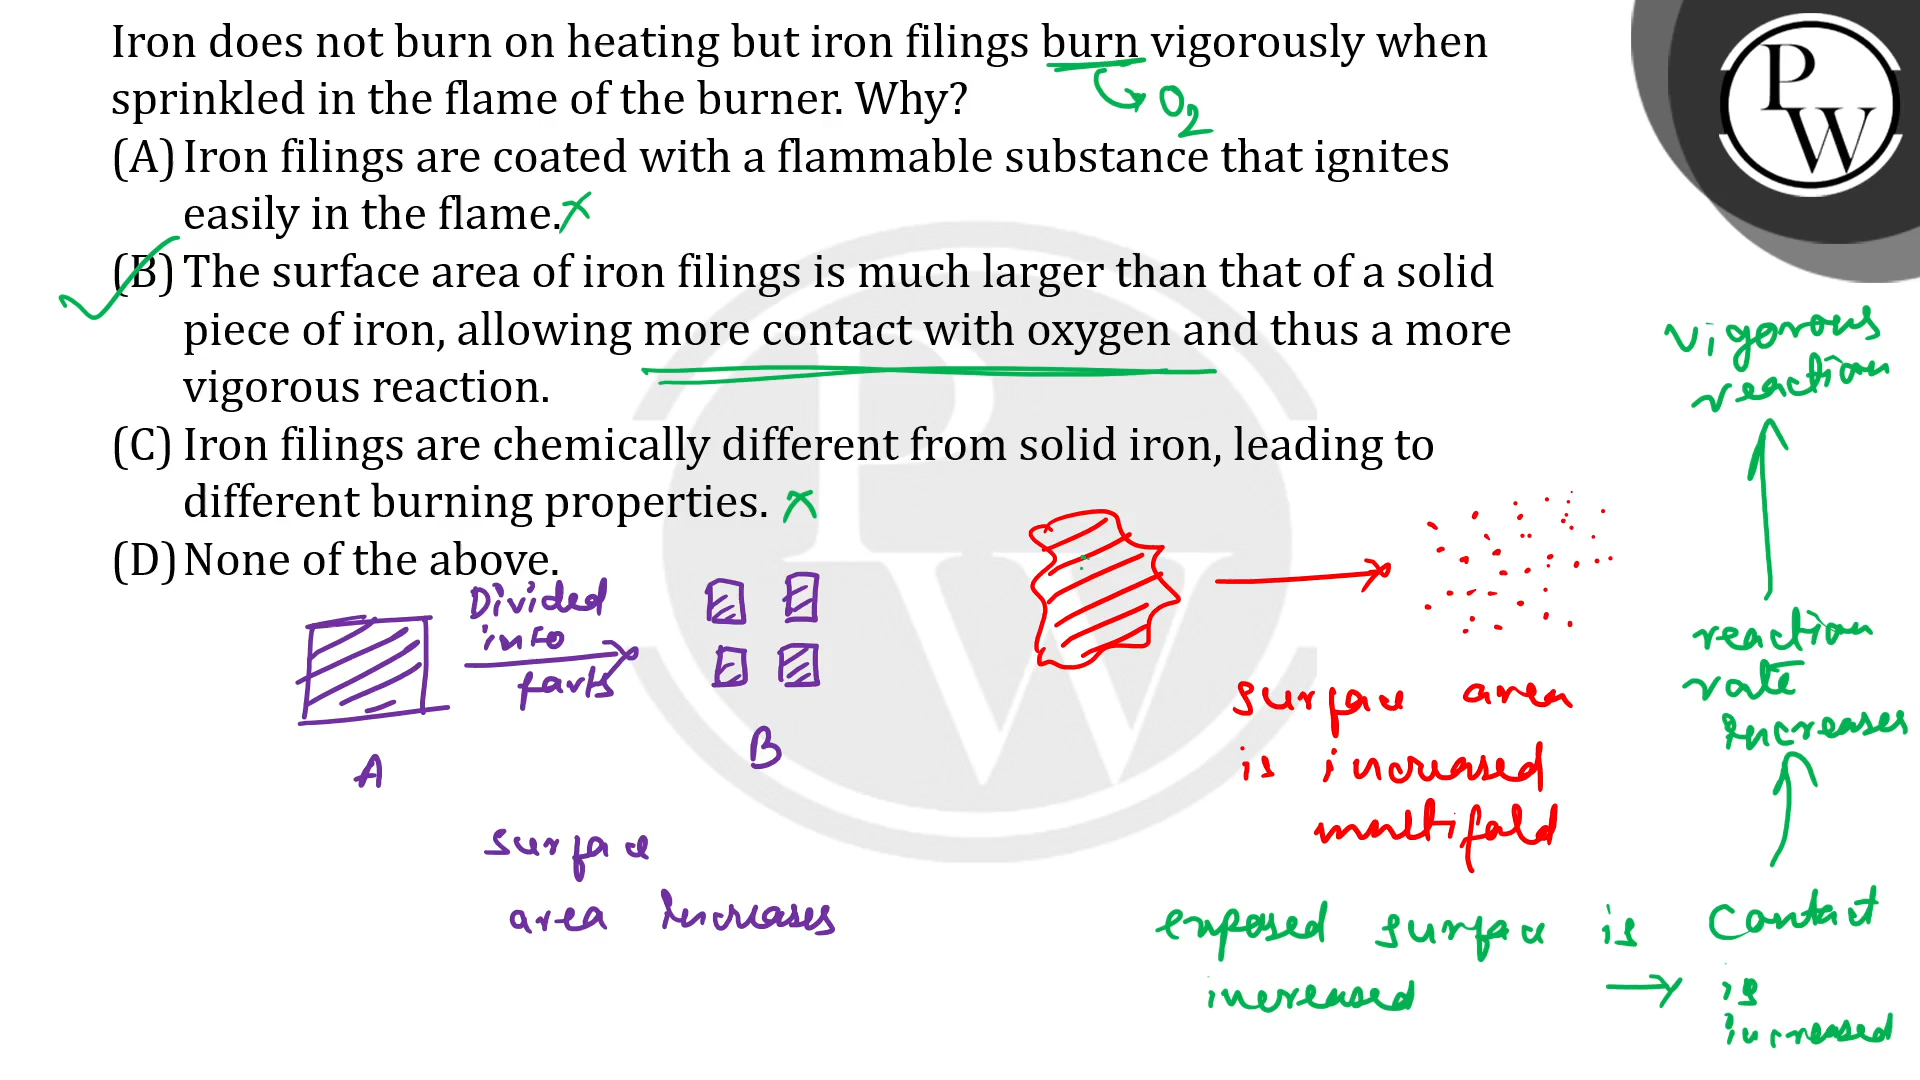 Iron does not burn on heating but iron filings burn vigorously when
sprinkled in the flame of the burner. Why?
O2
(A) Iron filings are coated with a flammable substance that ignites
easily in the flame.
(B) The surface area of iron filings is much larger than that of a solid
piece of iron, allowing more contact with oxygen and thus a more
vigorous reaction.
(C) Iron filings are chemically different from solid iron, leading to
different burning properties.
(D) None of the above.
Divided
into
parts
A
B
surface
area increases
surface area
is increased
multifold
exposed surface is
increased
Contact
is
increased
reaction
rate
increases
vigorous
reaction
P
W
P
W